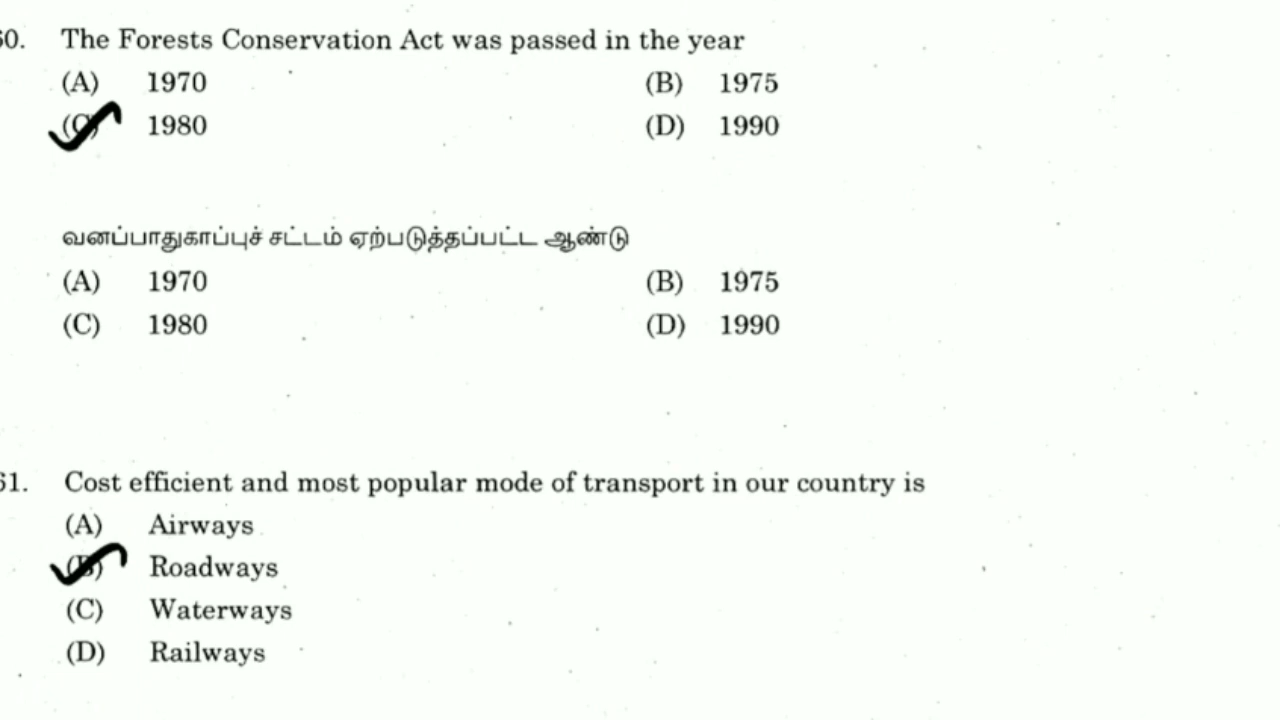 60. The Forests Conservation Act was passed in the year
(A) 1970 (B) 1975
(C) 1980 (D) 1990
வனப்பாதுகாப்புச் சட்டம் ஏற்படுத்தப்பட்ட ஆண்டு
(A) 1970 (B) 1975
(C) 1980 (D) 1990
61. Cost efficient and most popular mode of transport in our country is
(A) Airways
(B) Roadways
(C) Waterways
(D) Railways